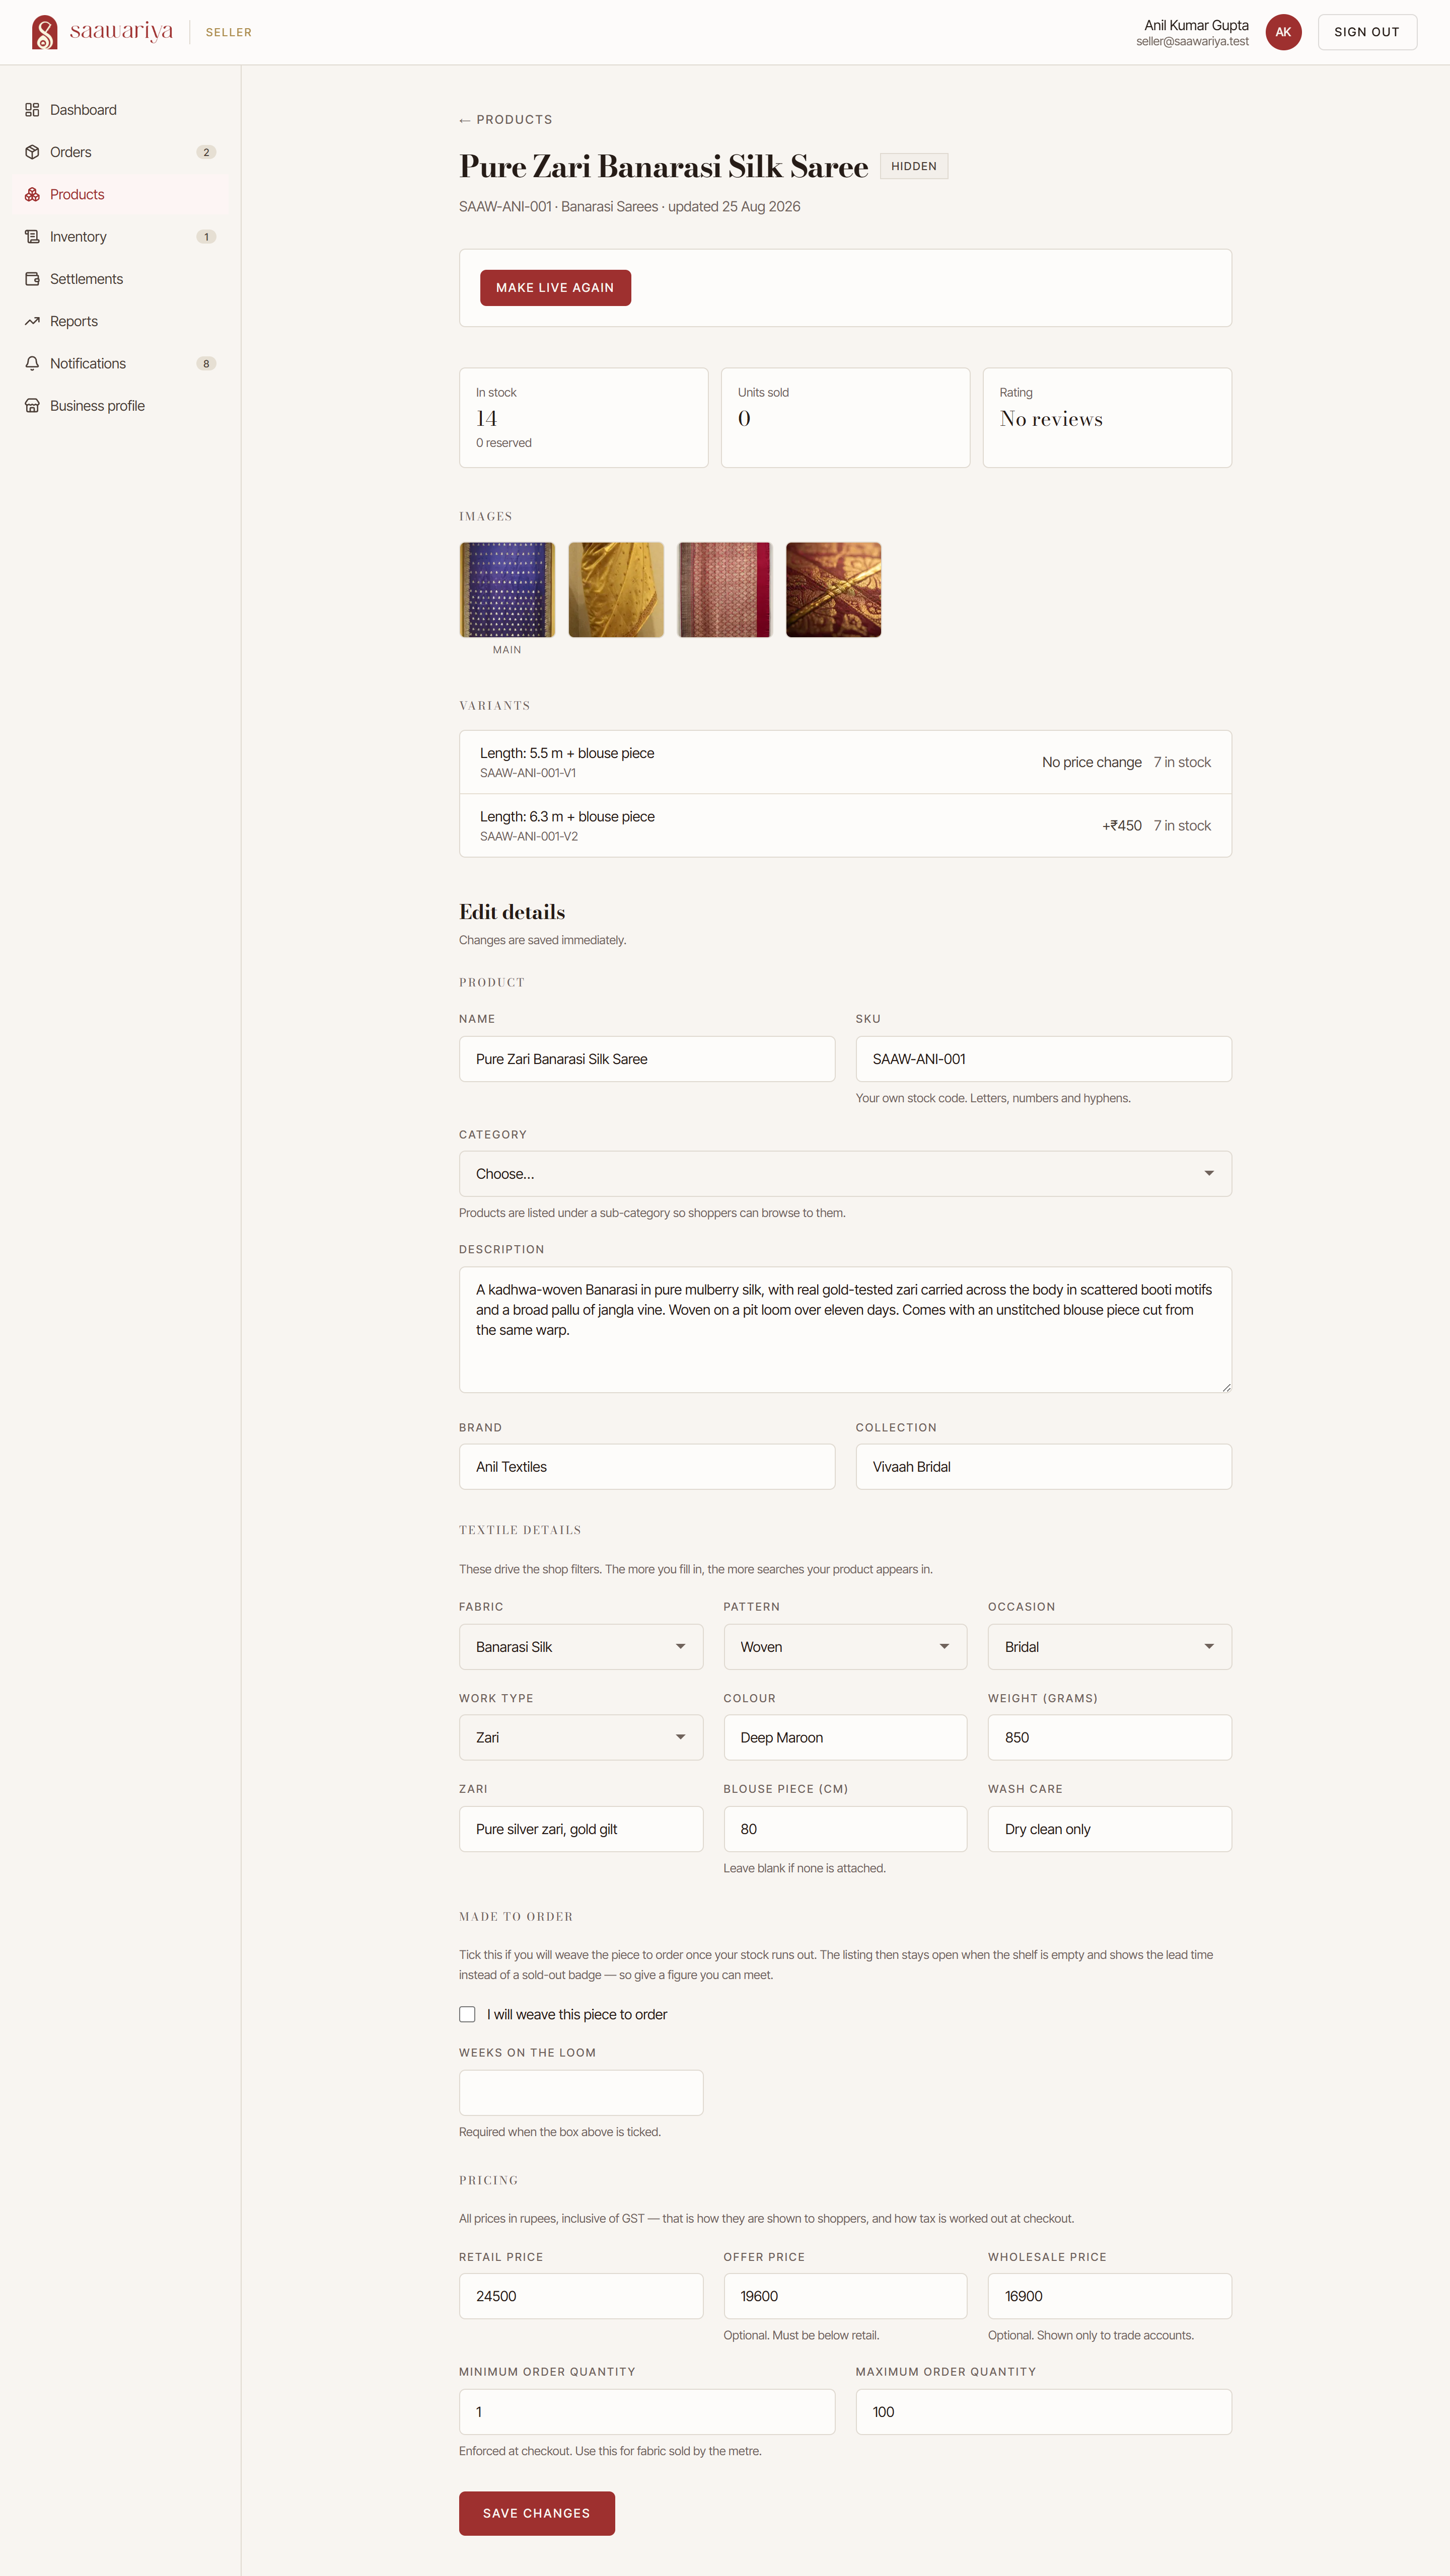 saawariya
SELLER
Anil Kumar Gupta
seller@saawariya.test
AK
SIGN OUT
Dashboard
Orders 2
Products
Inventory 1
Settlements
Reports
Notifications 8
Business profile
← PRODUCTS
Pure Zari Banarasi Silk Saree HIDDEN
SAAW-ANI-001 · Banarasi Sarees · updated 25 Aug 2026
MAKE LIVE AGAIN
In stock
14
0 reserved
Units sold
0
Rating
No reviews
IMAGES
MAIN
VARIANTS
Length: 5.5 m + blouse piece
SAAW-ANI-001-V1
No price change 7 in stock
Length: 6.3 m + blouse piece
SAAW-ANI-001-V2
+₹450 7 in stock
Edit details
Changes are saved immediately.
PRODUCT
NAME
Pure Zari Banarasi Silk Saree
SKU
SAAW-ANI-001
Your own stock code. Letters, numbers and hyphens.
CATEGORY
Choose…
Products are listed under a sub-category so shoppers can browse to them.
DESCRIPTION
A kadhwa-woven Banarasi in pure mulberry silk, with real gold-tested zari carried across the body in scattered booti motifs
and a broad pallu of jangla vine. Woven on a pit loom over eleven days. Comes with an unstitched blouse piece cut from
the same warp.
BRAND
Anil Textiles
COLLECTION
Vivaah Bridal
TEXTILE DETAILS
These drive the shop filters. The more you fill in, the more searches your product appears in.
FABRIC
Banarasi Silk
PATTERN
Woven
OCCASION
Bridal
WORK TYPE
Zari
COLOUR
Deep Maroon
WEIGHT (GRAMS)
850
ZARI
Pure silver zari, gold gilt
BLOUSE PIECE (CM)
80
Leave blank if none is attached.
WASH CARE
Dry clean only
MADE TO ORDER
Tick this if you will weave the piece to order once your stock runs out. The listing then stays open when the shelf is empty and shows the lead time
instead of a sold-out badge — so give a figure you can meet.
I will weave this piece to order
WEEKS ON THE LOOM
Required when the box above is ticked.
PRICING
All prices in rupees, inclusive of GST — that is how they are shown to shoppers, and how tax is worked out at checkout.
RETAIL PRICE
24500
OFFER PRICE
19600
Optional. Must be below retail.
WHOLESALE PRICE
16900
Optional. Shown only to trade accounts.
MINIMUM ORDER QUANTITY
1
Enforced at checkout. Use this for fabric sold by the metre.
MAXIMUM ORDER QUANTITY
100
SAVE CHANGES